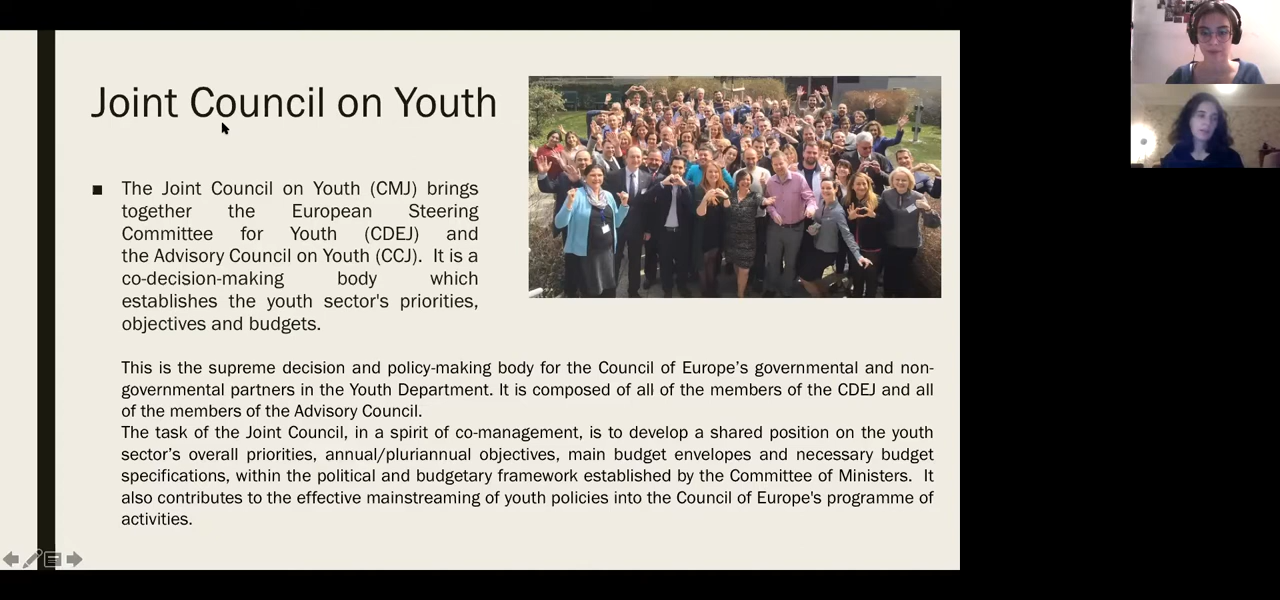 Joint Council on Youth
The Joint Council on Youth (CMJ) brings
together the European Steering
Committee for Youth (CDEJ) and
the Advisory Council on Youth (CCJ). It is a
co-decision-making body which
establishes the youth sector's priorities,
objectives and budgets.
This is the supreme decision and policy-making body for the Council of Europe’s governmental and non-
governmental partners in the Youth Department. It is composed of all of the members of the CDEJ and all
of the members of the Advisory Council.
The task of the Joint Council, in a spirit of co-management, is to develop a shared position on the youth
sector’s overall priorities, annual/pluriannual objectives, main budget envelopes and necessary budget
specifications, within the political and budgetary framework established by the Committee of Ministers. It
also contributes to the effective mainstreaming of youth policies into the Council of Europe's programme of
activities.